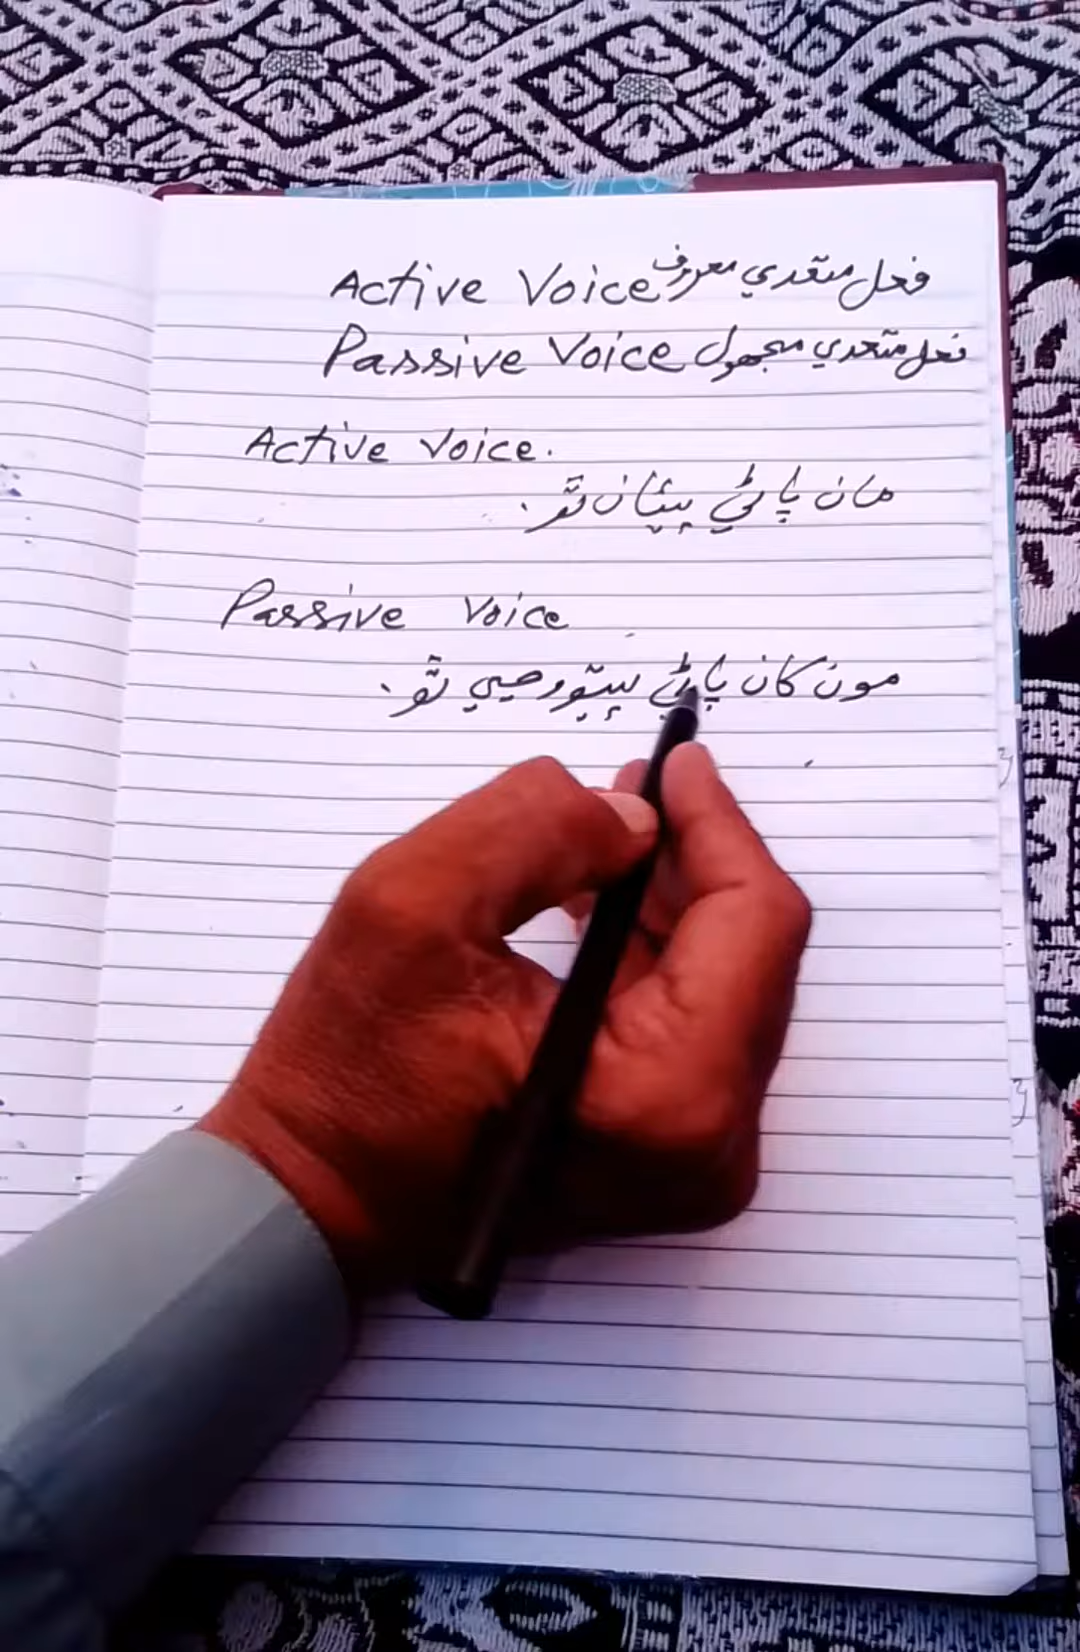 Active Voice فعل متعدي معروف
Passive Voice فعل متعدي مجهول
Active Voice.
مان پاڻي پيئان ٿو.
Passive Voice
مون کان پاڻي پيتو وڃي ٿو.